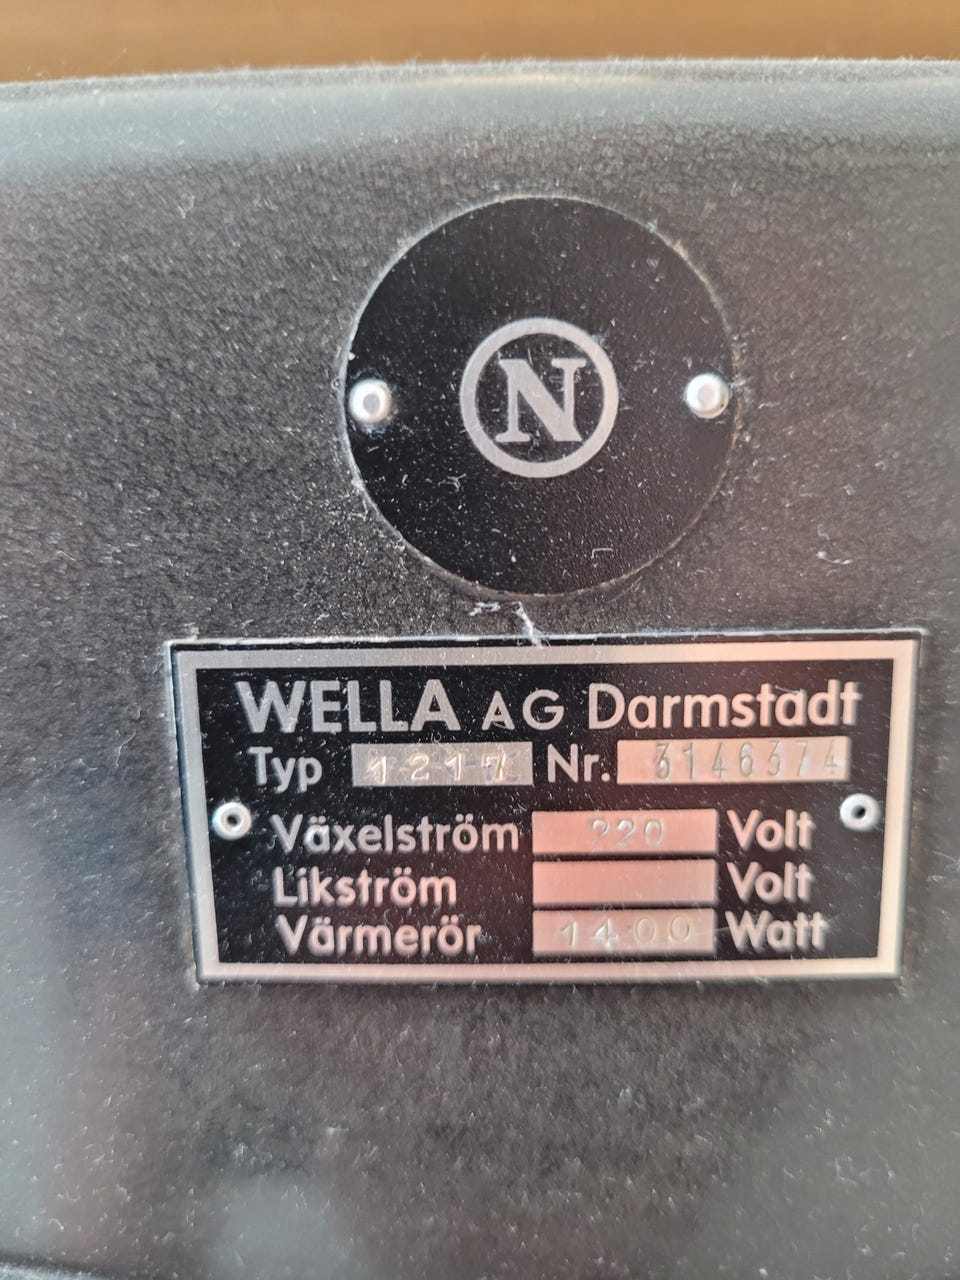 N
WELLA AG Darmstadt
Typ 1217 Nr. 3146374
Växelström 220 Volt
Likström Volt
Värmerör 1400 Watt